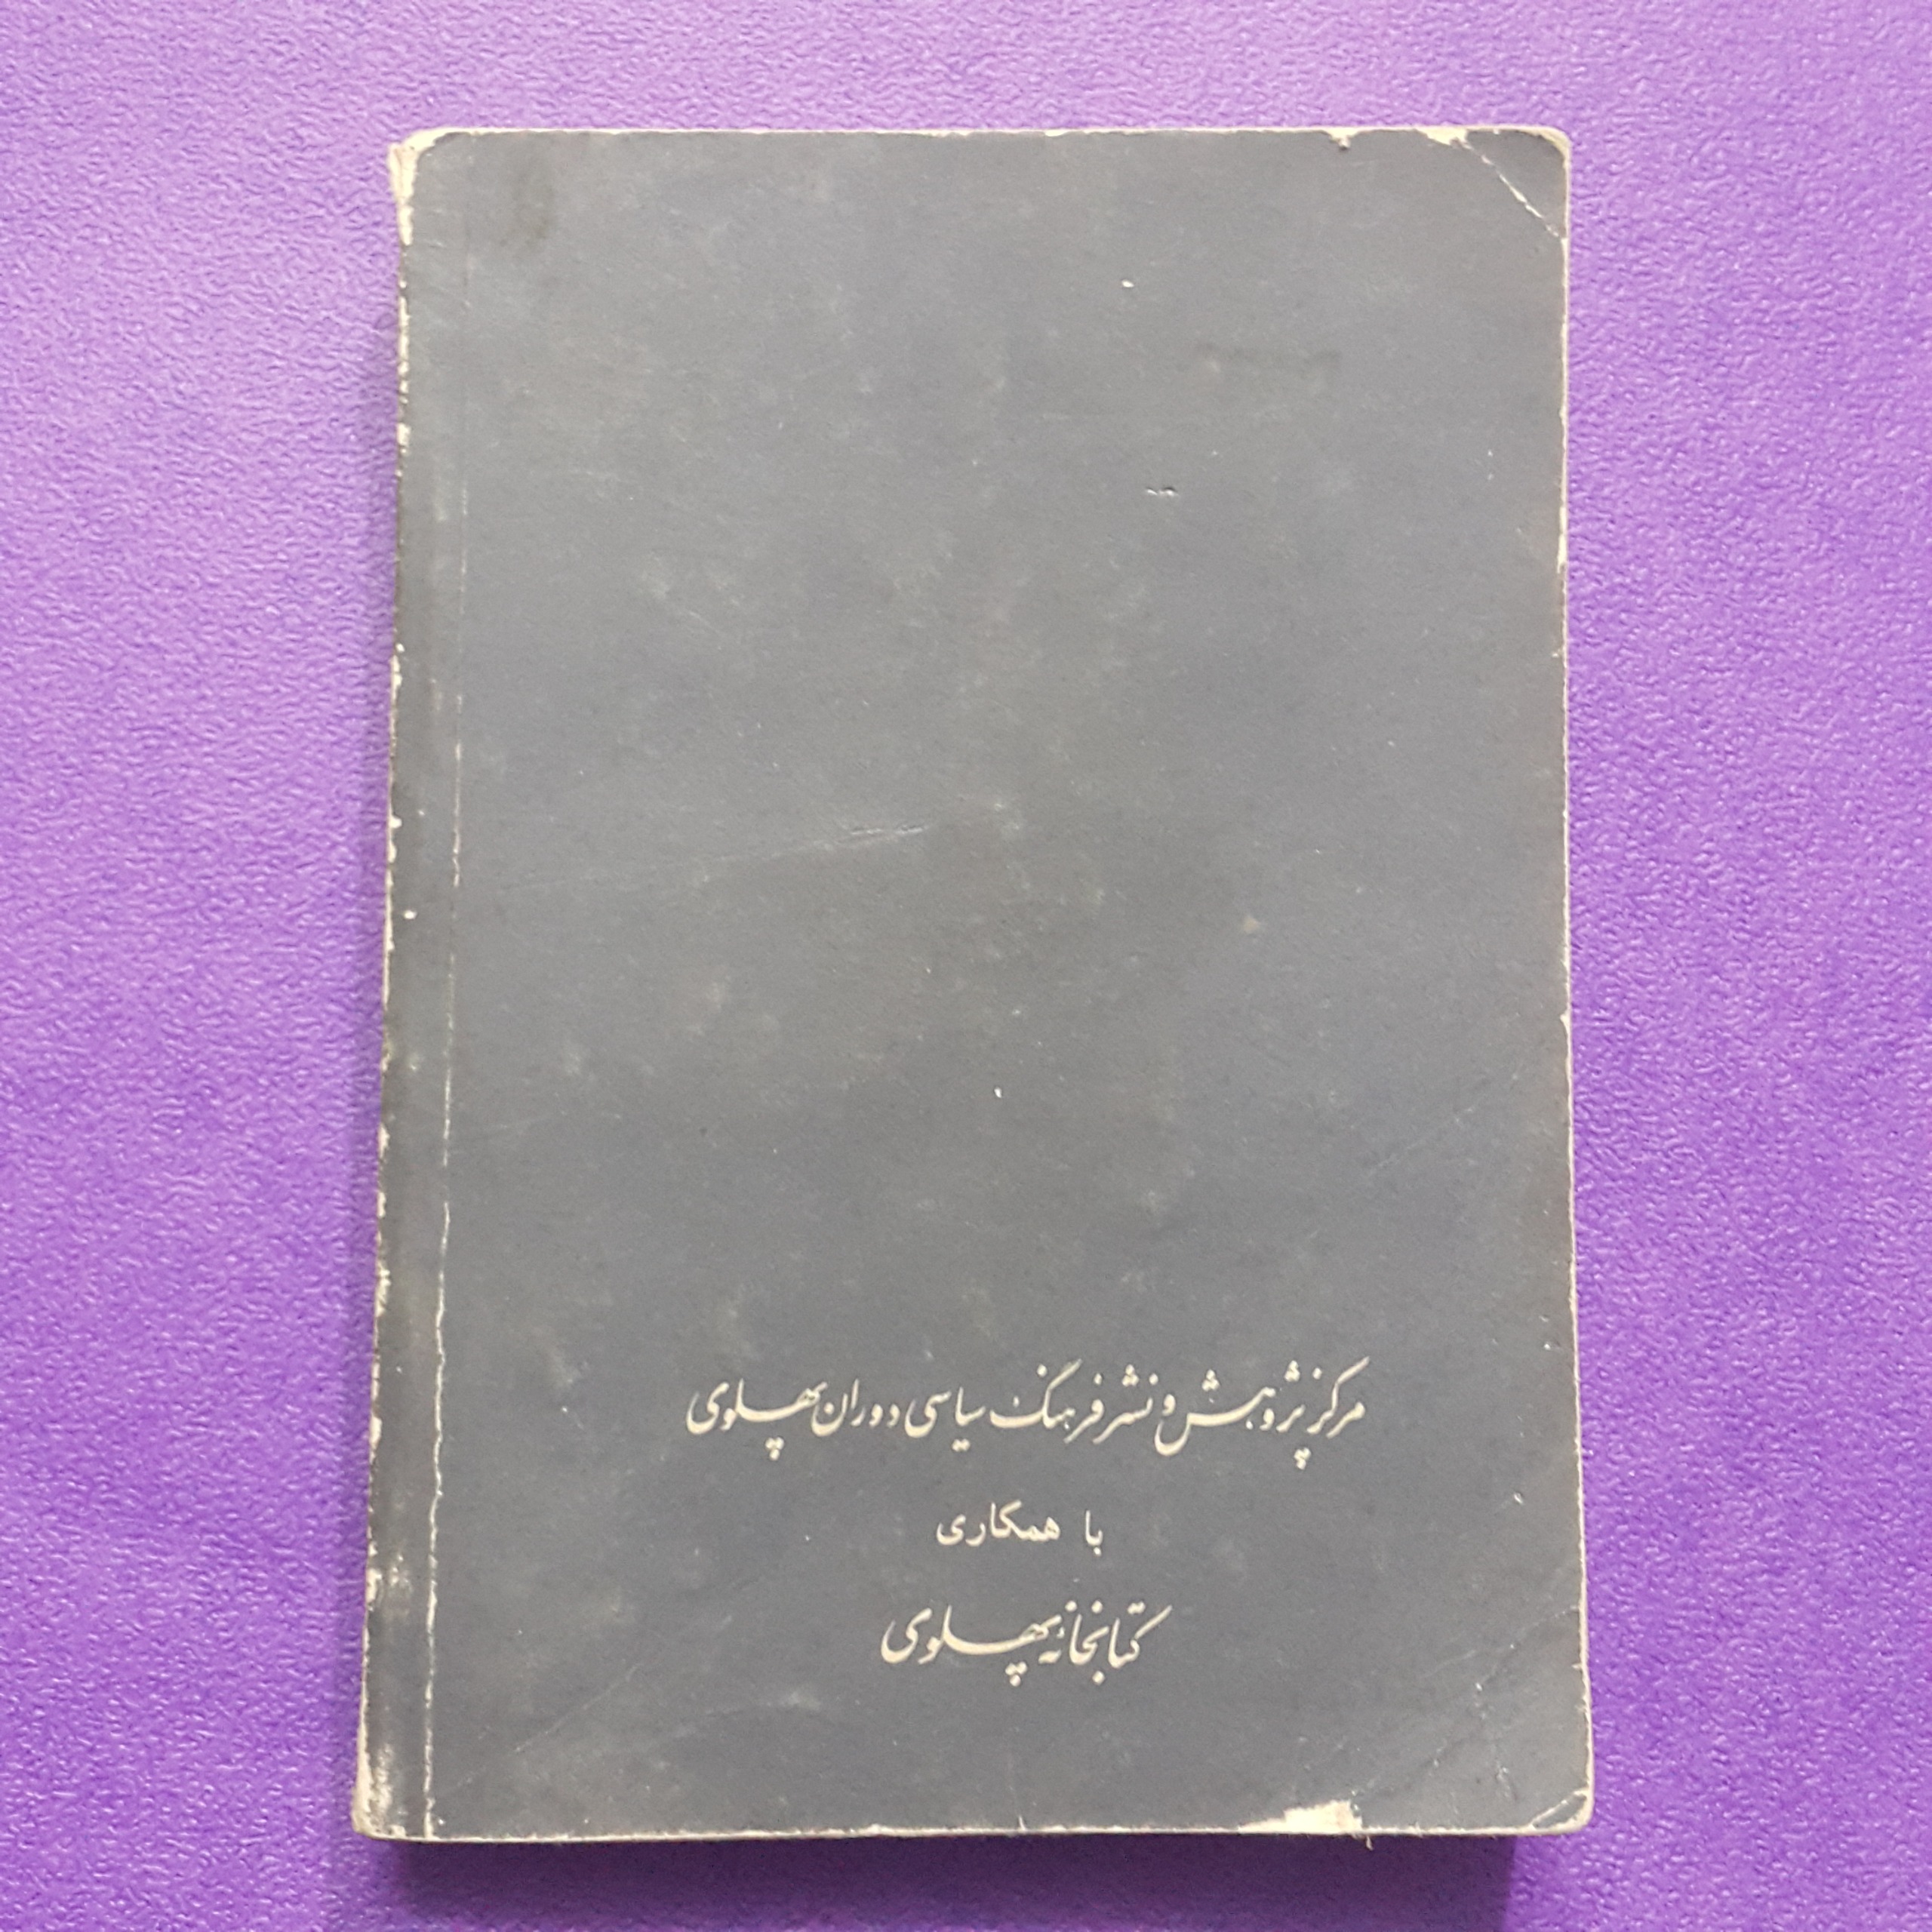 مرکز پژوهش و نشر فرهنگ سیاسی دوران پهلوی
با همکاری
کتابخانهٔ پهلوی